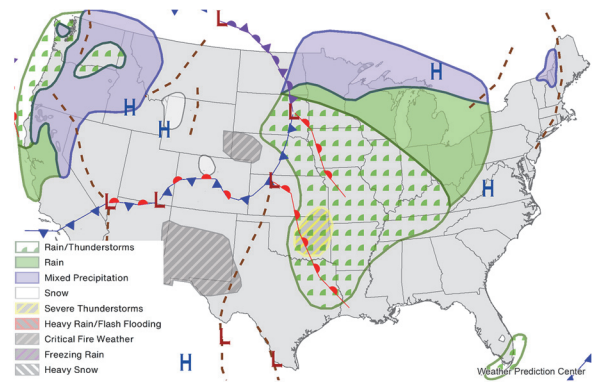 L
H
H
H
L
L
L
L
L
H
Rain/Thunderstorms
Rain
Mixed Precipitation
Snow
Severe Thunderstorms
Heavy Rain/Flash Flooding
Critical Fire Weather
Freezing Rain
Heavy Snow
L
H
L
Weather Prediction Center